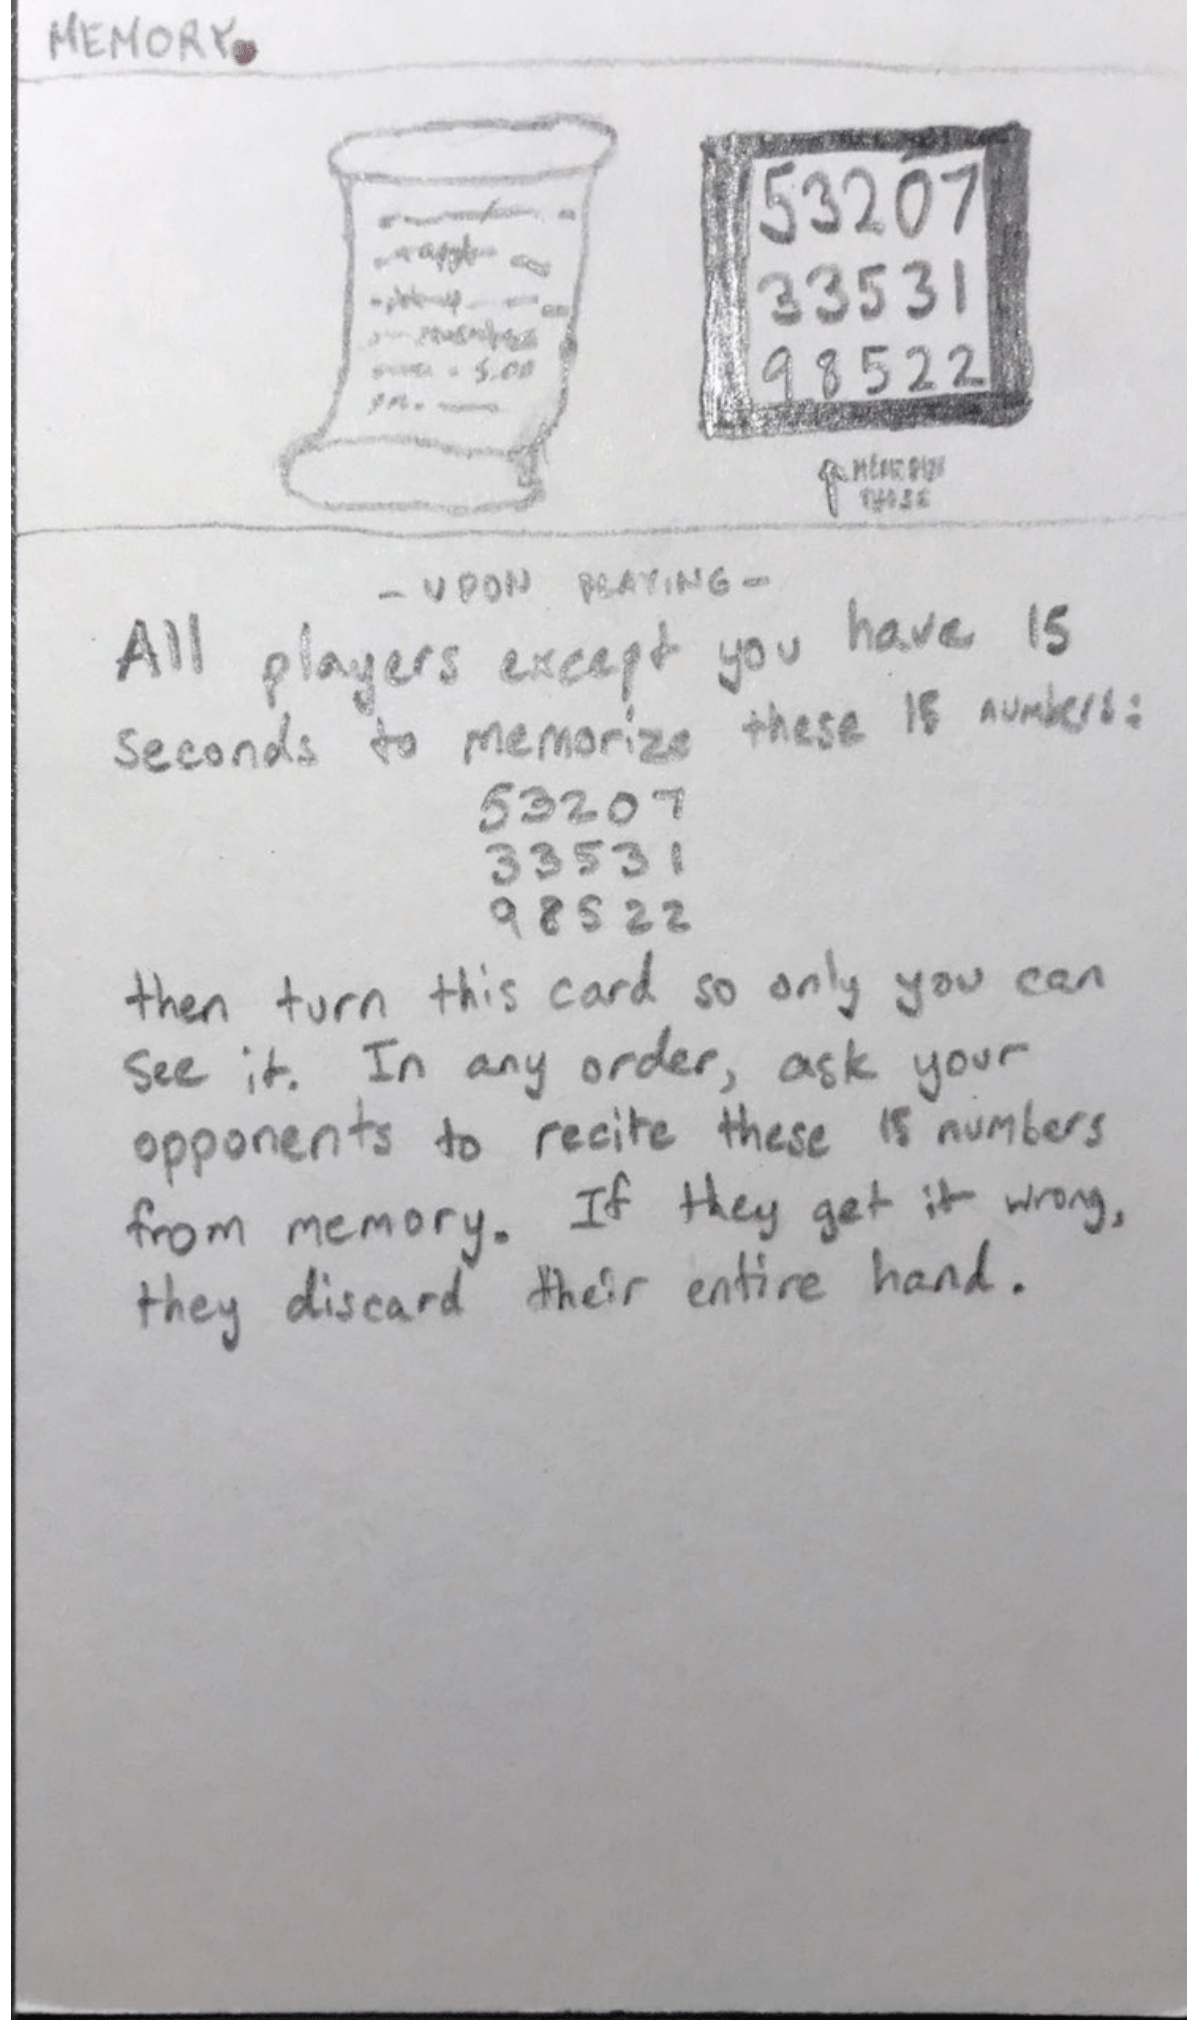 MEMORY.
5.00
53207
33531
98522
MEMORIZE
THESE
- UPON PLAYING -
All players except you have 15
seconds to memorize these 15 numbers:
53207
33531
98522
then turn this card so only you can
see it. In any order, ask your
opponents to recite these 15 numbers
from memory. If they get it wrong,
they discard their entire hand.